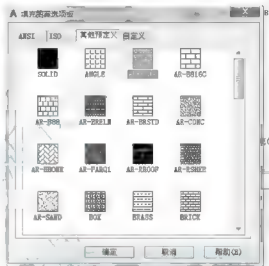 填充图案选项板
ANSI ISO 其他预定义 自定义
SOLID ANGLE AR-B816C
AR-B88 AR-BRELM AR-BRSTD AR-CONC
AR-HBONE AR-PARQ1 AR-RROOF AR-RSHKE
AR-SAND BOX BRASS BRICK
确定 取消 帮助(H)